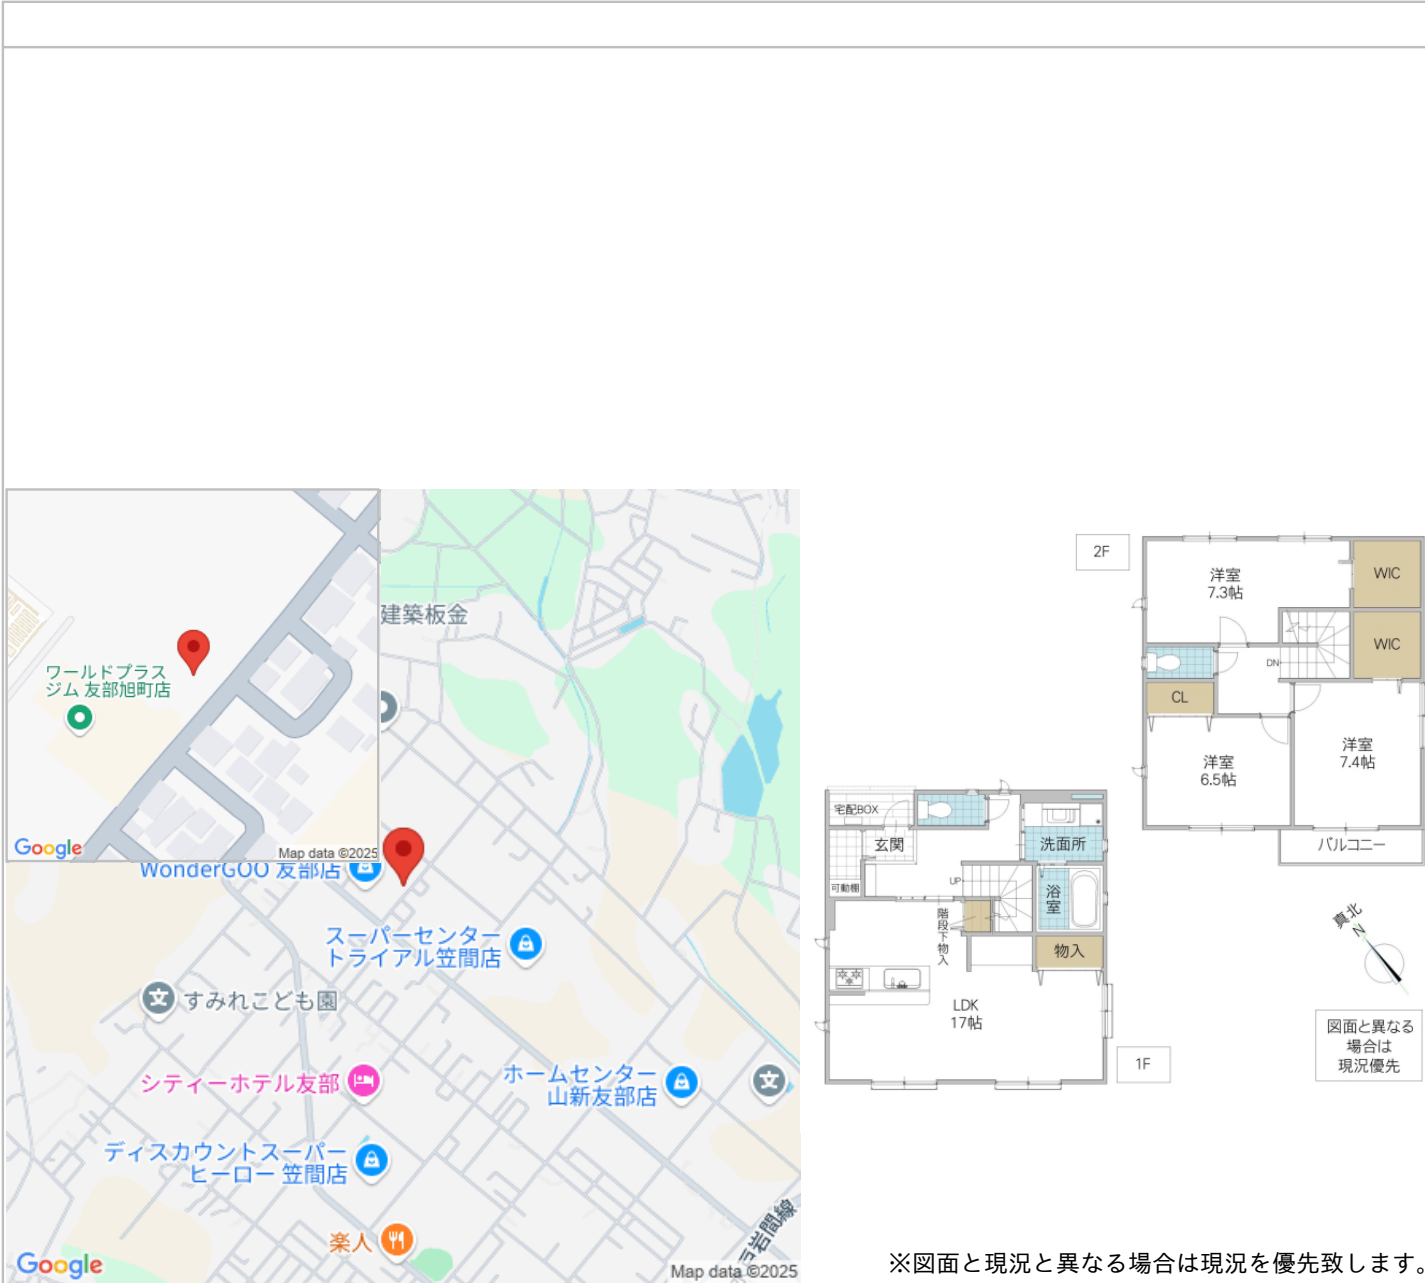 ワールドプラス
ジム 友部旭町店
Google
Map data ©2025
建築板金
WonderGOO 友部店
スーパーセンター
トライアル笠間店
すみれこども園
シティーホテル友部
ホームセンター
山新友部店
ディスカウントスーパー
ヒーロー 笠間店
楽人
岩間線
Google
Map data ©2025
2F
洋室
7.3帖
WIC
WIC
DN
CL
洋室
6.5帖
洋室
7.4帖
バルコニー
宅配BOX
玄関
洗面所
可動棚
UP
浴室
階段下物入
物入
LDK
17帖
1F
真北
N
図面と異なる
場合は
現況優先
※図面と現況と異なる場合は現況を優先致します。